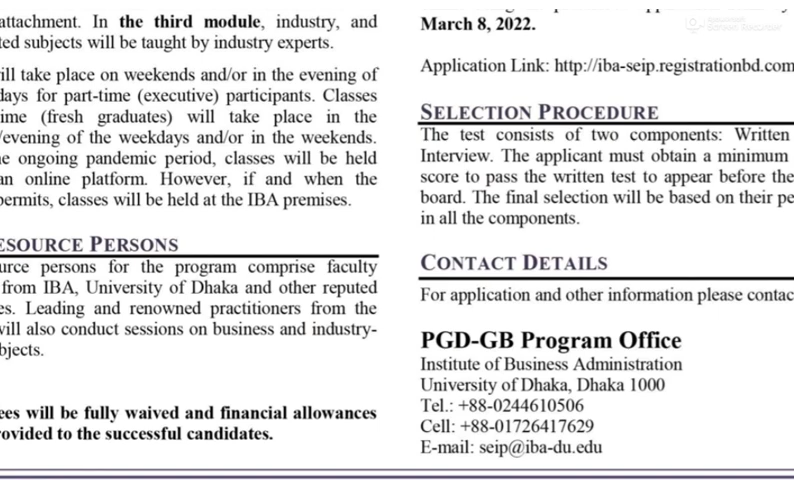 attachment. In the third module, industry, and
ted subjects will be taught by industry experts.
ill take place on weekends and/or in the evening of
days for part-time (executive) participants. Classes
ime (fresh graduates) will take place in the
/evening of the weekdays and/or in the weekends.
e ongoing pandemic period, classes will be held
an online platform. However, if and when the
permits, classes will be held at the IBA premises.
ESOURCE PERSONS
urce persons for the program comprise faculty
from IBA, University of Dhaka and other reputed
es. Leading and renowned practitioners from the
will also conduct sessions on business and industry-
bjects.
ees will be fully waived and financial allowances
rovided to the successful candidates.
March 8, 2022.
Application Link: http://iba-seip.registrationbd.com
SELECTION PROCEDURE
The test consists of two components: Written
Interview. The applicant must obtain a minimum
score to pass the written test to appear before the
board. The final selection will be based on their pe
in all the components.
CONTACT DETAILS
For application and other information please contac
PGD-GB Program Office
Institute of Business Administration
University of Dhaka, Dhaka 1000
Tel.: +88-0244610506
Cell: +88-01726417629
E-mail: seip@iba-du.edu